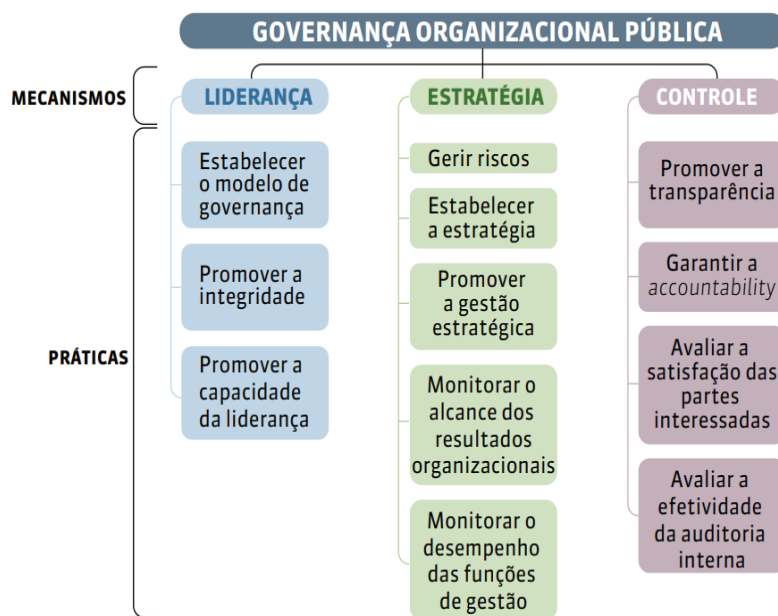 GOVERNANÇA ORGANIZACIONAL PÚBLICA
MECANISMOS
LIDERANÇA
ESTRATÉGIA
CONTROLE
PRÁTICAS
Estabelecer
o modelo de
governança
Promover a
integridade
Promover a
capacidade
da liderança
Gerir riscos
Estabelecer
a estratégia
Promover
a gestão
estratégica
Monitorar o
alcance dos
resultados
organizacionais
Monitorar o
desempenho
das funções
de gestão
Promover a
transparência
Garantir a
accountability
Avaliar a
satisfação das
partes
interessadas
Avaliar a
efetividade
da auditoria
interna